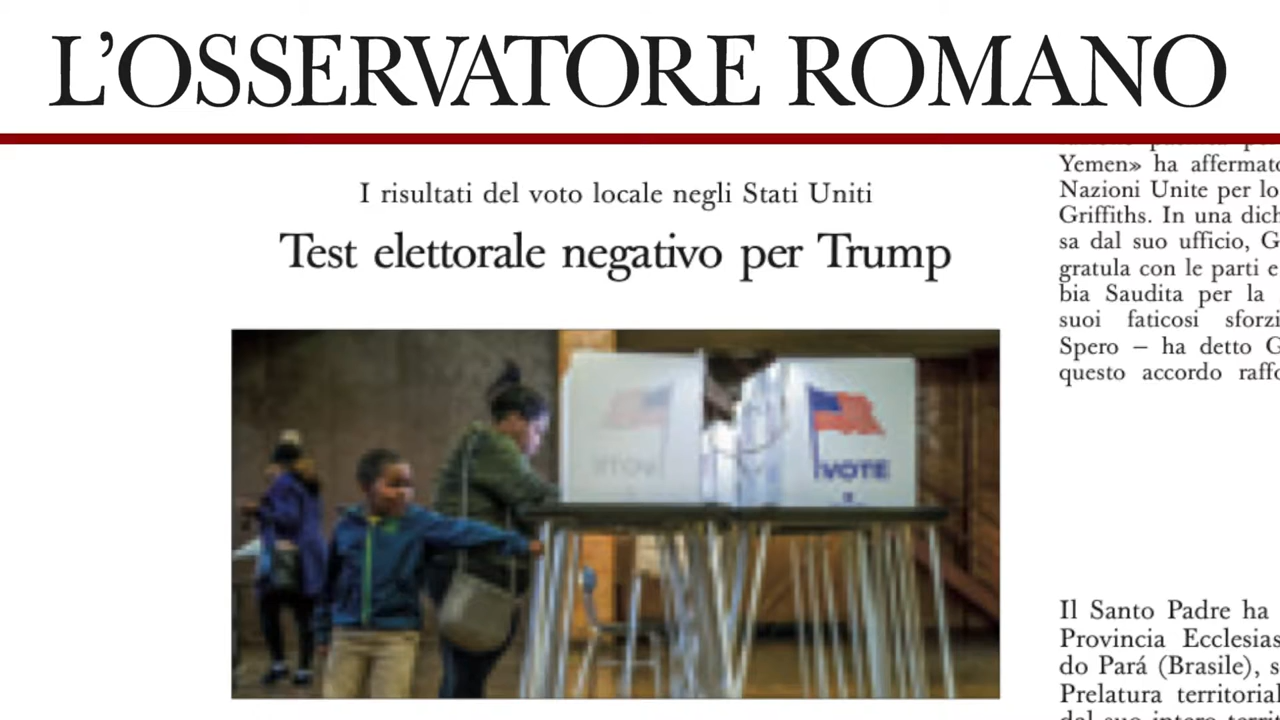 L'OSSERVATORE ROMANO
I risultati del voto locale negli Stati Uniti
Test elettorale negativo per Trump
VOTE
Yemen» ha affermato
Nazioni Unite per lo
Griffiths. In una dich
sa dal suo ufficio, G
gratula con le parti e
bia Saudita per la
suoi faticosi sforzi
Spero – ha detto G
questo accordo raffo
Il Santo Padre ha
Provincia Ecclesias
do Pará (Brasile), s
Prelatura territorial